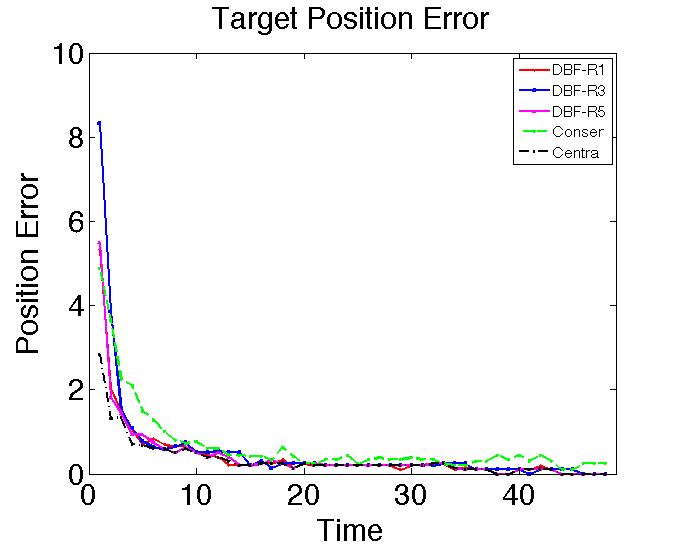 Target Position Error
10
8
6
4
2
0
Position Error
0
10
20
30
40
Time
DBF-R1
DBF-R3
DBF-R5
Conser
Centra